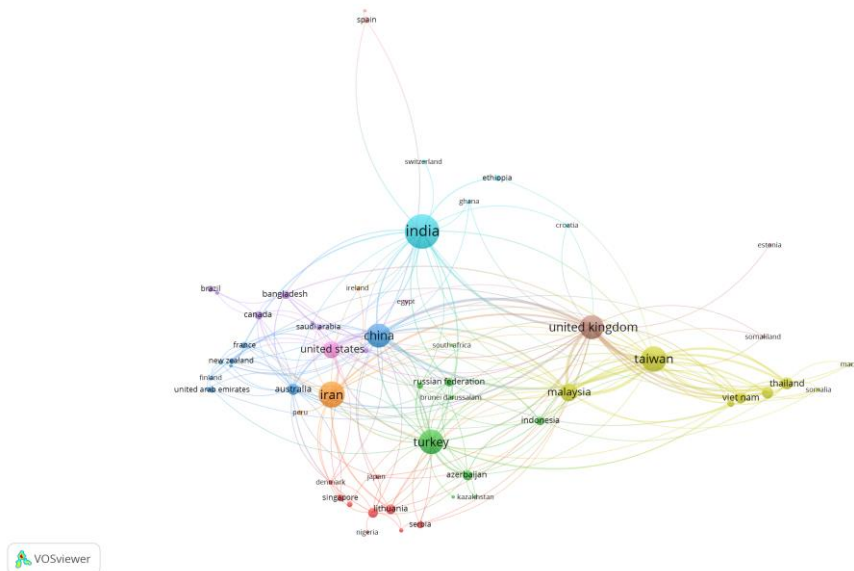 spain
switzerland
ethiopia
ghana
india
croatia
estonia
brazil
bangladesh
ireland
egypt
canada
saudi-arabia
china
united kingdom
south africa
somaliland
france
united states
taiwan
new zealand
finland
united arab emirates
australia
iran
russian federation
malaysia
thailand
somalia
viet nam
brunei darussalam
peru
indonesia
turkey
azerbaijan
japan
denmark
singapore
kazakhstan
lithuania
serbia
nigeria
VOSviewer